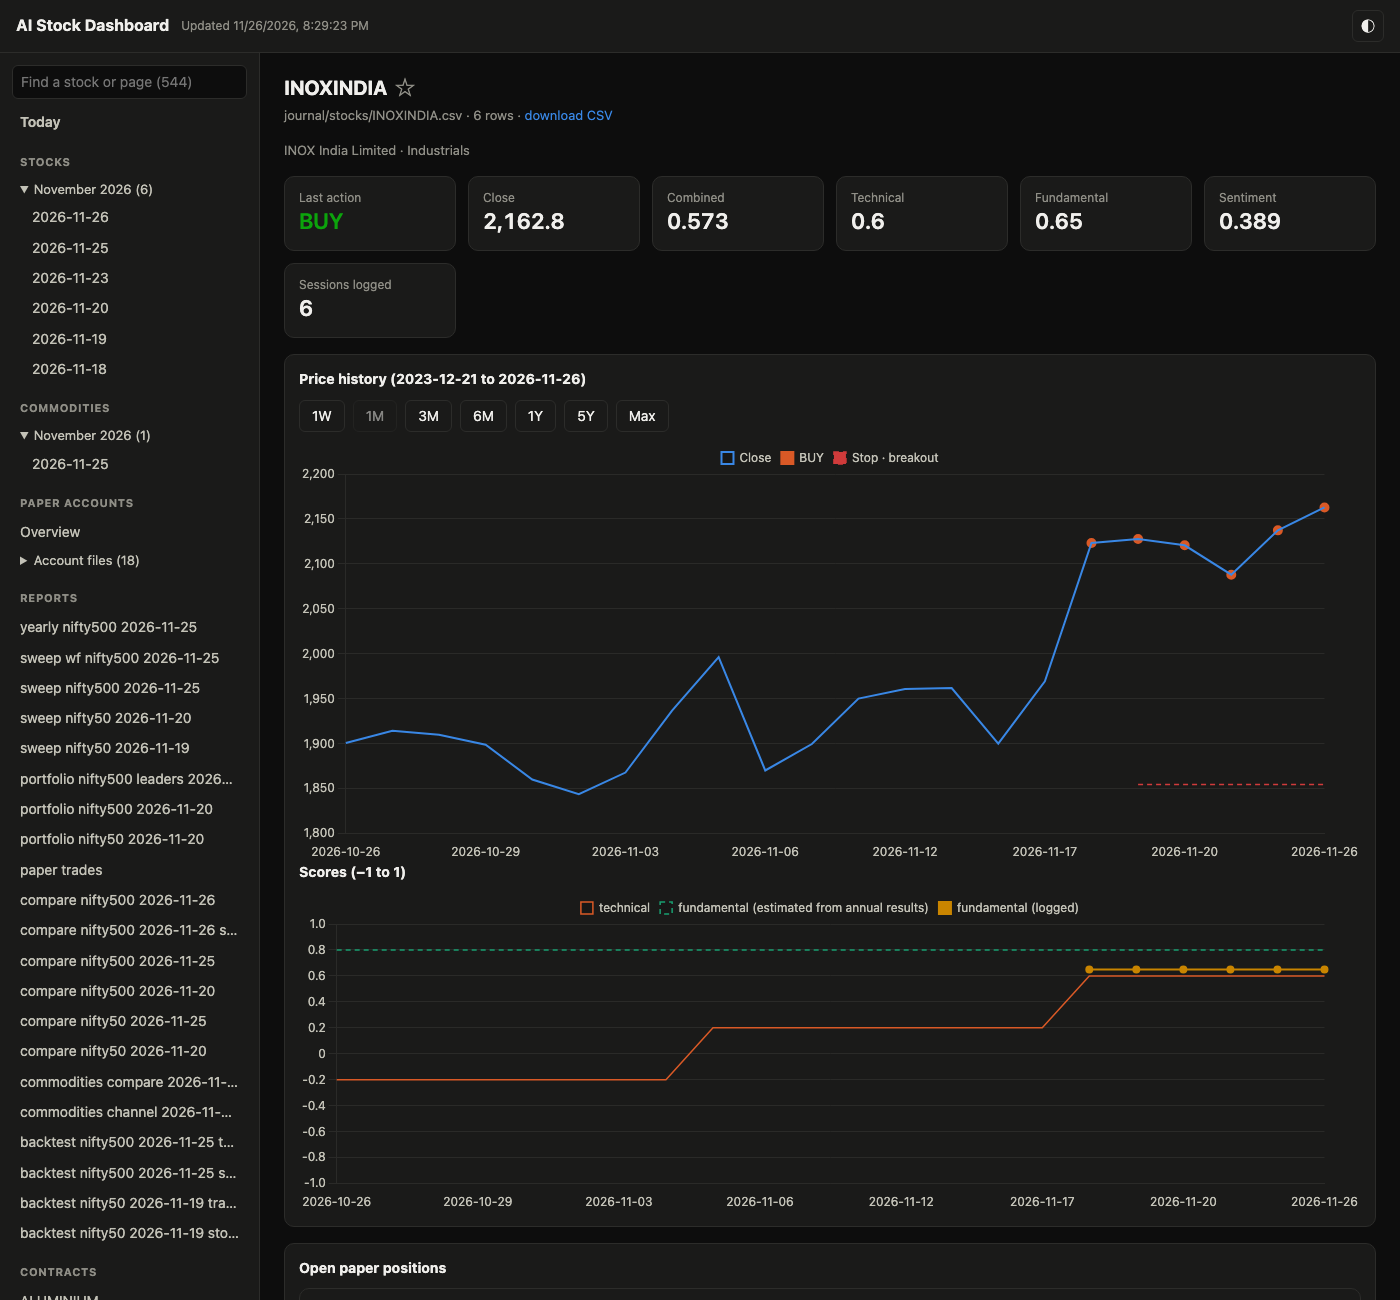 AI Stock Dashboard Updated 11/26/2026, 8:29:23 PM
Find a stock or page (544)
Today
STOCKS
November 2026 (6)
2026-11-26
2026-11-25
2026-11-23
2026-11-20
2026-11-19
2026-11-18
COMMODITIES
November 2026 (1)
2026-11-25
PAPER ACCOUNTS
Overview
Account files (18)
REPORTS
yearly nifty500 2026-11-25
sweep wf nifty500 2026-11-25
sweep nifty500 2026-11-25
sweep nifty50 2026-11-20
sweep nifty50 2026-11-19
portfolio nifty500 leaders 2026...
portfolio nifty500 2026-11-20
portfolio nifty50 2026-11-20
paper trades
compare nifty500 2026-11-26
compare nifty500 2026-11-26 s...
compare nifty500 2026-11-25
compare nifty500 2026-11-20
compare nifty50 2026-11-25
compare nifty50 2026-11-20
commodities compare 2026-11-...
commodities channel 2026-11-...
backtest nifty500 2026-11-25 t...
backtest nifty500 2026-11-25 s...
backtest nifty50 2026-11-19 tra...
backtest nifty50 2026-11-19 sto...
CONTRACTS
ALUMINIUM
INOXINDIA
journal/stocks/INOXINDIA.csv · 6 rows · download CSV
INOX India Limited · Industrials
Last action
BUY
Close
2,162.8
Combined
0.573
Technical
0.6
Fundamental
0.65
Sentiment
0.389
Sessions logged
6
Price history (2023-12-21 to 2026-11-26)
1W 1M 3M 6M 1Y 5Y Max
Close BUY Stop · breakout
2,200
2,150
2,100
2,050
2,000
1,950
1,900
1,850
1,800
2026-10-26 2026-10-29 2026-11-03 2026-11-06 2026-11-12 2026-11-17 2026-11-20 2026-11-26
Scores (−1 to 1)
technical fundamental (estimated from annual results) fundamental (logged)
1.0
0.8
0.6
0.4
0.2
0
-0.2
-0.4
-0.6
-0.8
-1.0
2026-10-26 2026-10-29 2026-11-03 2026-11-06 2026-11-12 2026-11-17 2026-11-20 2026-11-26
Open paper positions